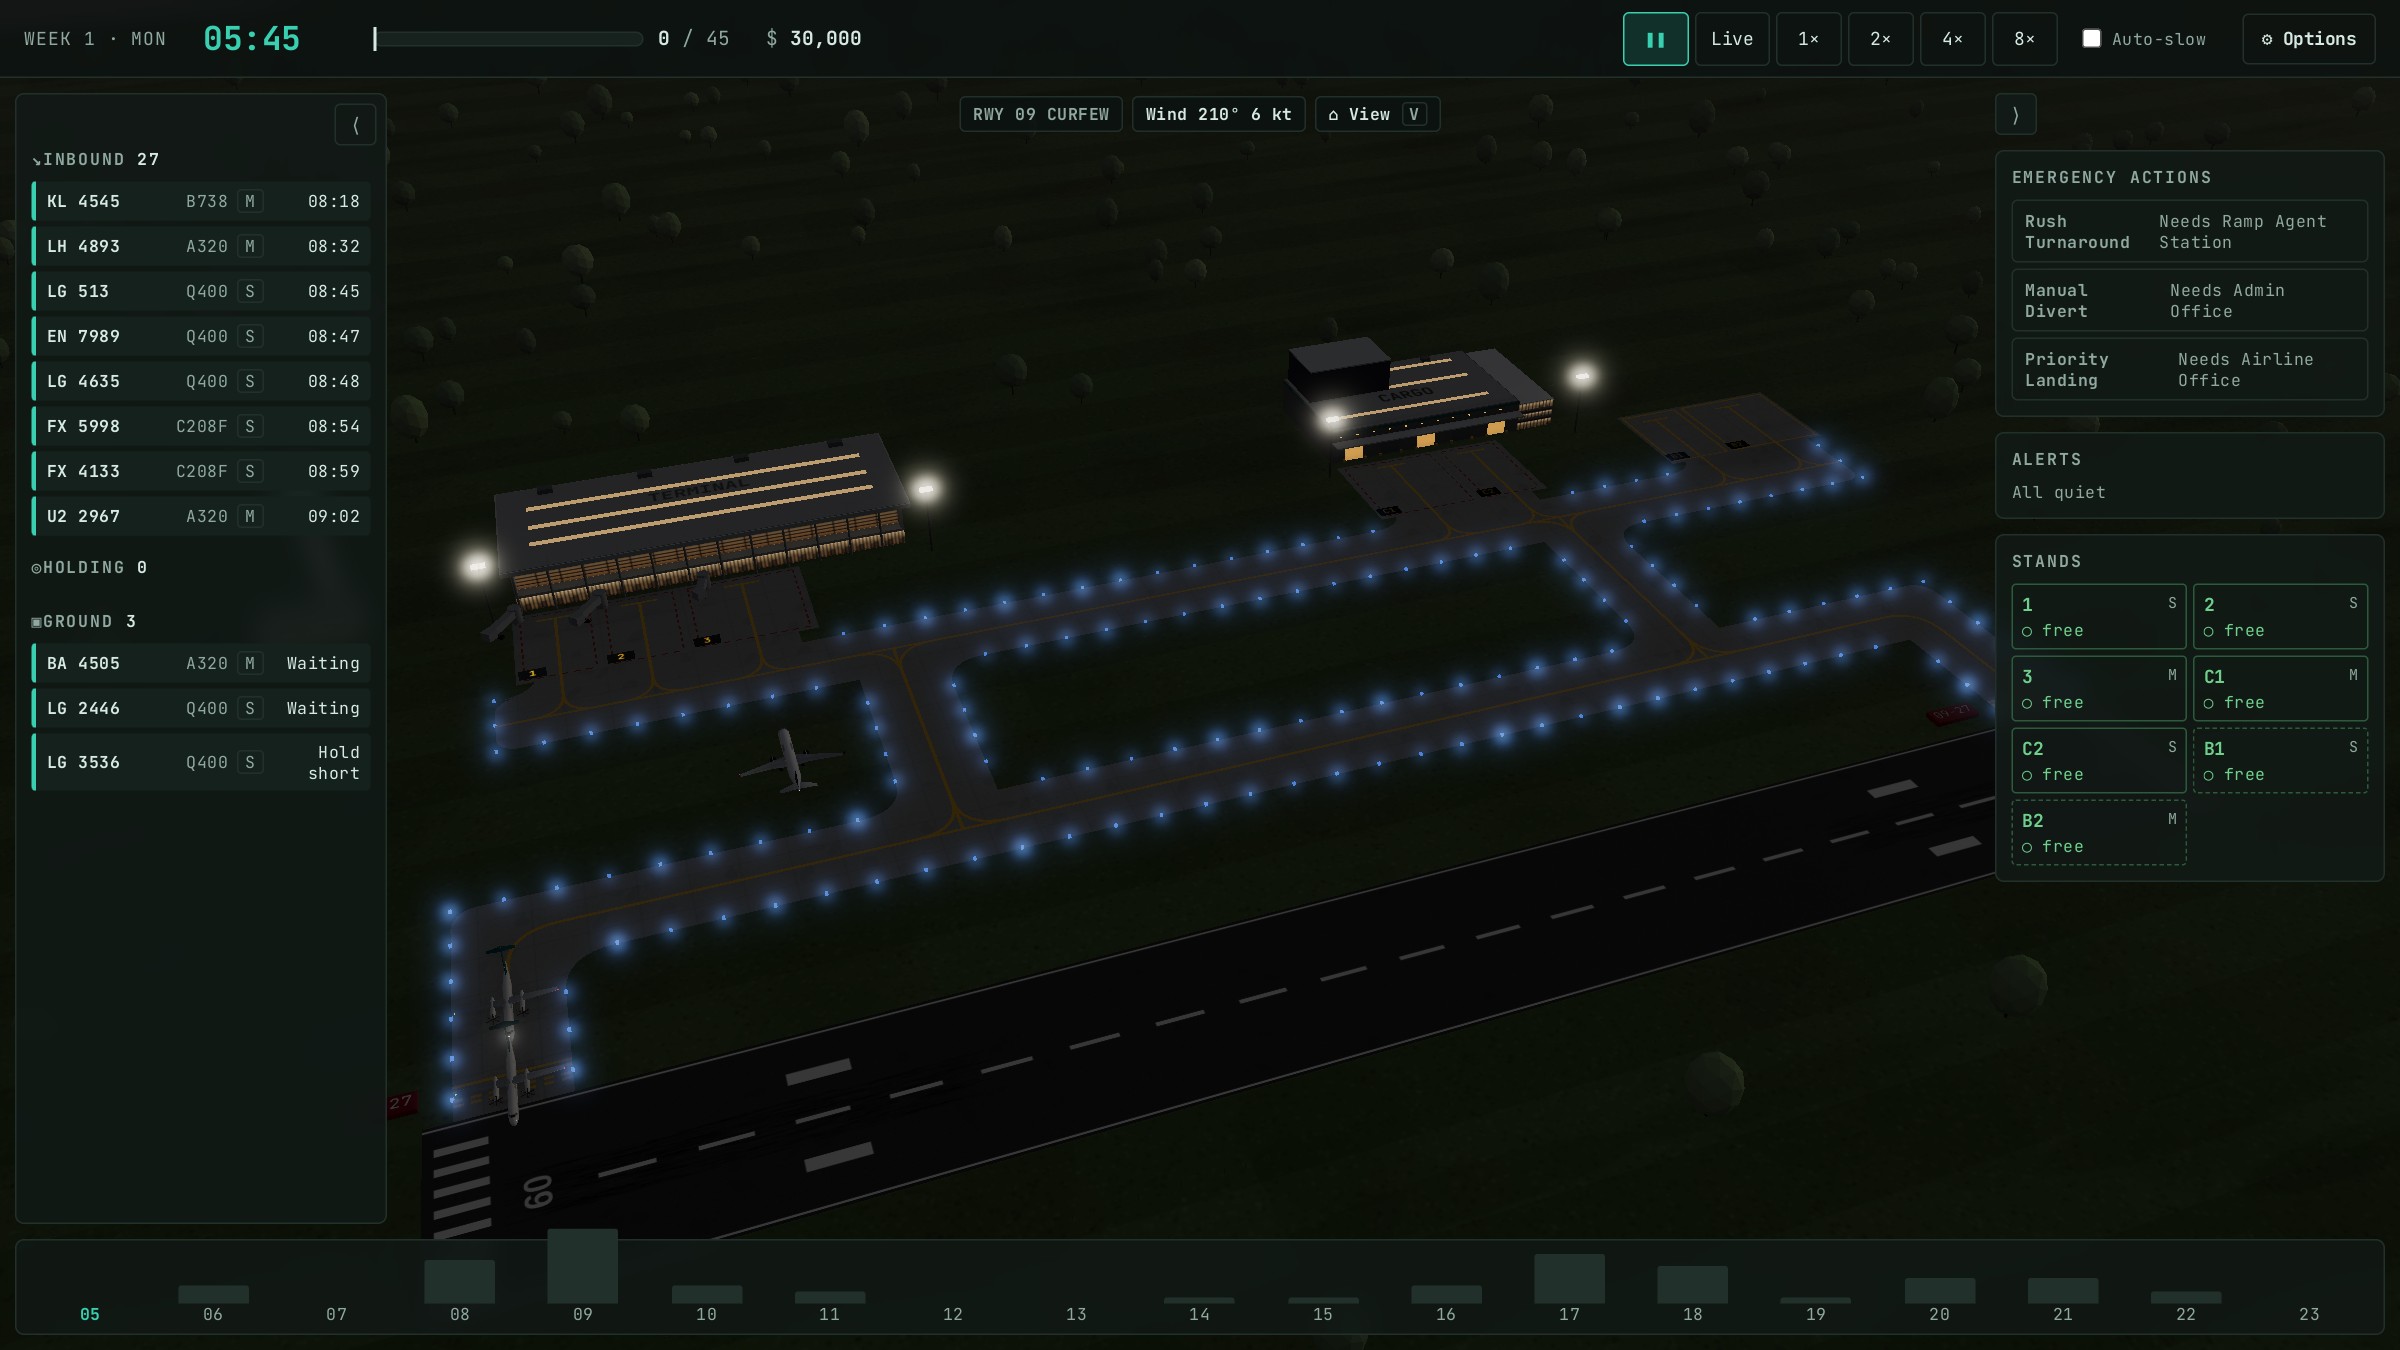 WEEK 1 · MON 05:45 0 / 45 $ 30,000 Live 1× 2× 4× 8× Auto-slow ⚙ Options
RWY 09 CURFEW Wind 210° 6 kt ⌂ View V
↘INBOUND 27
KL 4545 B738 M 08:18
LH 4893 A320 M 08:32
LG 513 Q400 S 08:45
EN 7989 Q400 S 08:47
LG 4635 Q400 S 08:48
FX 5998 C208F S 08:54
FX 4133 C208F S 08:59
U2 2967 A320 M 09:02
◎HOLDING 0
▣GROUND 3
BA 4505 A320 M Waiting
LG 2446 Q400 S Waiting
LG 3536 Q400 S Hold
short
TERMINAL
CARGO
1
2
3
27
09-27
09
EMERGENCY ACTIONS
Rush Needs Ramp Agent
Turnaround Station
Manual Needs Admin
Divert Office
Priority Needs Airline
Landing Office
ALERTS
All quiet
STANDS
1 S 2 S
○ free ○ free
3 M C1 M
○ free ○ free
C2 S B1 S
○ free ○ free
B2 M
○ free
05 06 07 08 09 10 11 12 13 14 15 16 17 18 19 20 21 22 23